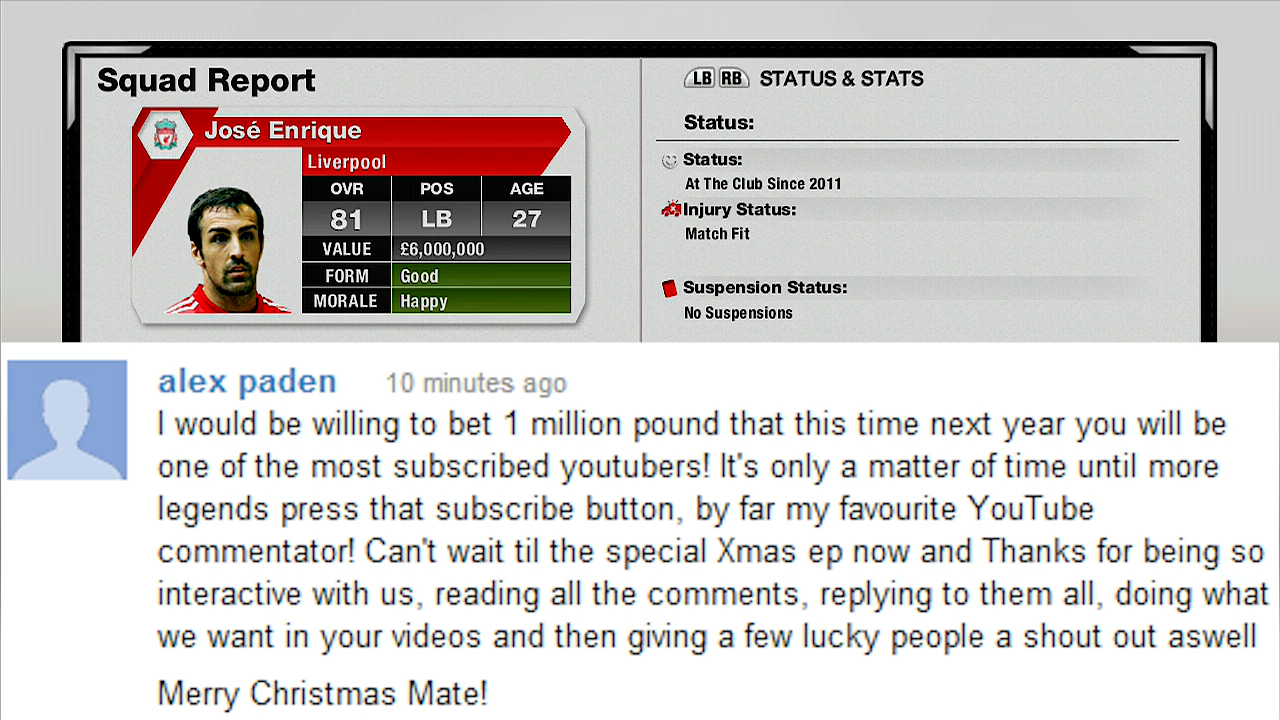 Squad Report
José Enrique
Liverpool
OVR POS AGE
81 LB 27
VALUE £6,000,000
FORM Good
MORALE Happy
LB RB STATUS & STATS
Status:
Status:
At The Club Since 2011
Injury Status:
Match Fit
Suspension Status:
No Suspensions
alex paden 10 minutes ago
I would be willing to bet 1 million pound that this time next year you will be
one of the most subscribed youtubers! It's only a matter of time until more
legends press that subscribe button, by far my favourite YouTube
commentator! Can't wait til the special Xmas ep now and Thanks for being so
interactive with us, reading all the comments, replying to them all, doing what
we want in your videos and then giving a few lucky people a shout out aswell
Merry Christmas Mate!